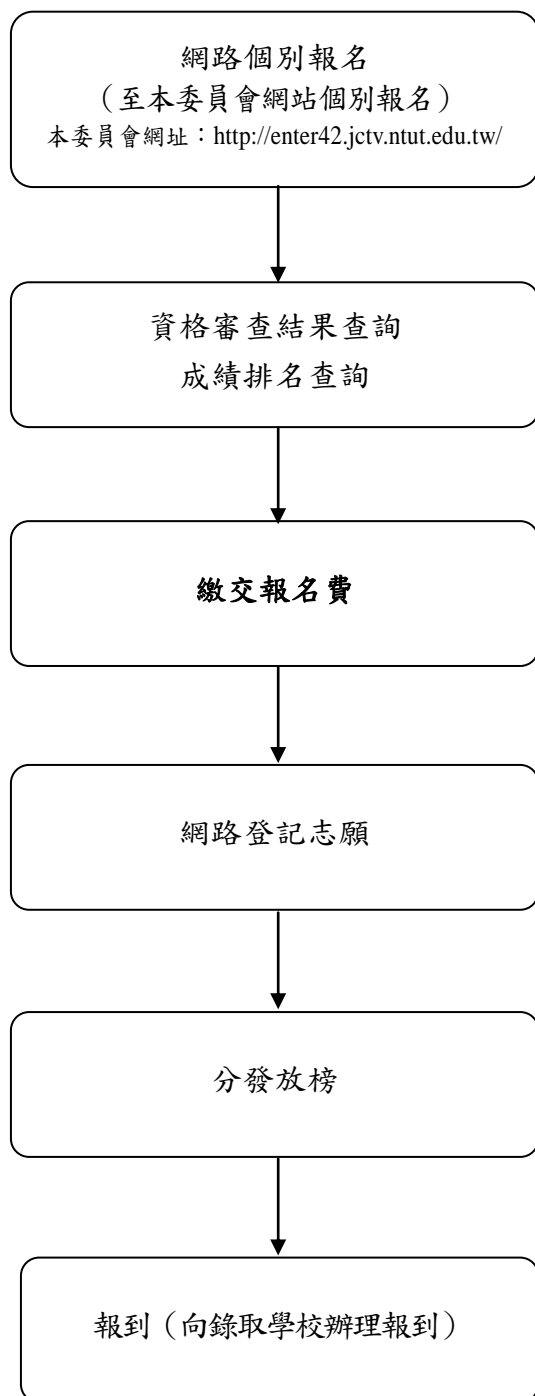 網路個別報名
（至本委員會網站個別報名）
本委員會網址：http://enter42.jctv.ntut.edu.tw/
資格審查結果查詢
成績排名查詢
繳交報名費
網路登記志願
分發放榜
報到（向錄取學校辦理報到）